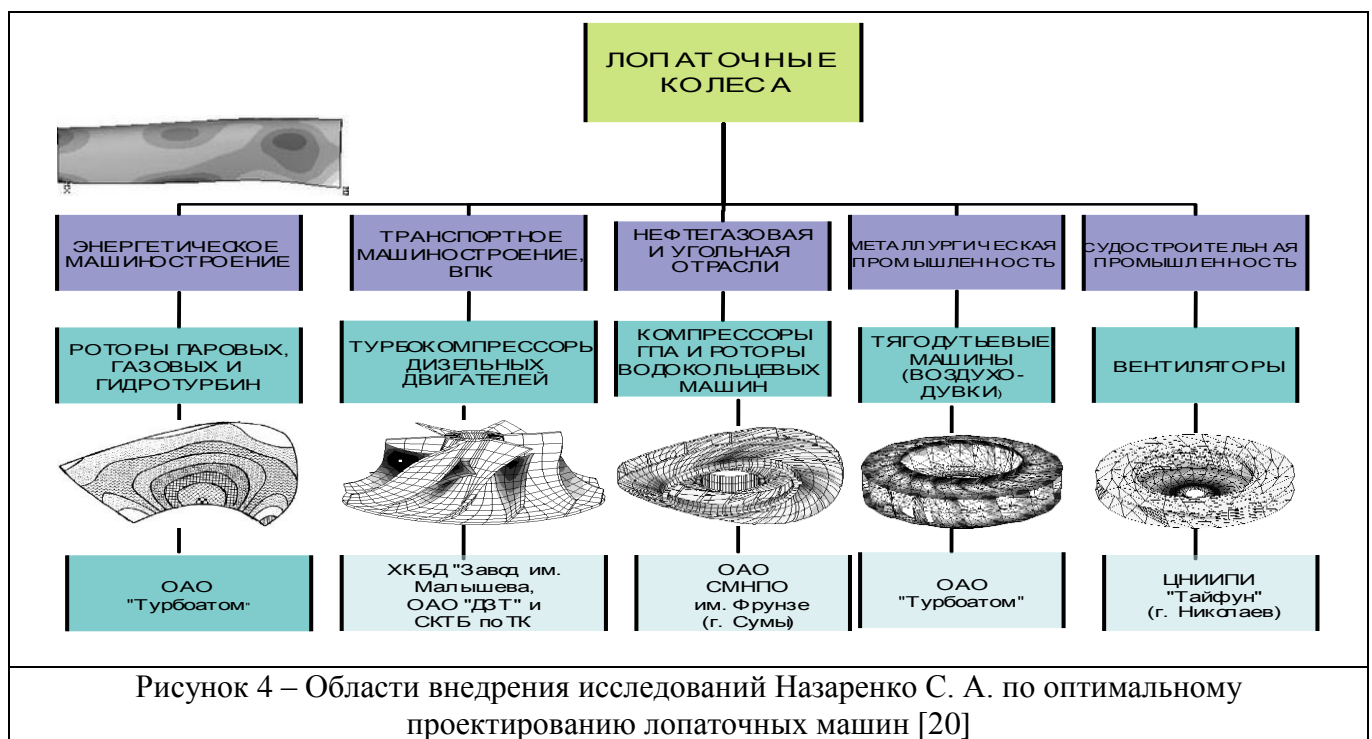 ЛОПАТОЧНЫЕ
КОЛЕСА
ЭНЕРГЕТИЧЕСКОЕ
МАШИНОСТРОЕНИЕ
ТРАНСПОРТНОЕ
МАШИНОСТРОЕНИЕ,
ВПК
НЕФТЕГАЗОВАЯ
И УГОЛЬНАЯ
ОТРАСЛИ
МЕТАЛЛУРГИЧЕСКАЯ
ПРОМЫШЛЕННОСТЬ
СУДОСТРОИТЕЛЬНАЯ
ПРОМЫШЛЕННОСТЬ
РОТОРЫ ПАРОВЫХ,
ГАЗОВЫХ И
ГИДРОТУРБИН
ТУРБОКОМПРЕССОРЫ
ДИЗЕЛЬНЫХ
ДВИГАТЕЛЕЙ
КОМПРЕССОРЫ
ГПА И РОТОРЫ
ВОДОКОЛЬЦЕВЫХ
МАШИН
ТЯГОДУТЬЕВЫЕ
МАШИНЫ
(ВОЗДУХО-
ДУВКИ)
ВЕНТИЛЯТОРЫ
ОАО
"Турбоатом"
ХКБД "Завод им.
Малышева,
ОАО "ДЗТ" и
СКТБ по ТК
ОАО
СМНПО
им. Фрунзе
(г. Сумы)
ОАО
"Турбоатом"
ЦНИИПИ
"Тайфун"
(г. Николаев)
Рисунок 4 – Области внедрения исследований Назаренко С. А. по оптимальному
проектированию лопаточных машин [20]